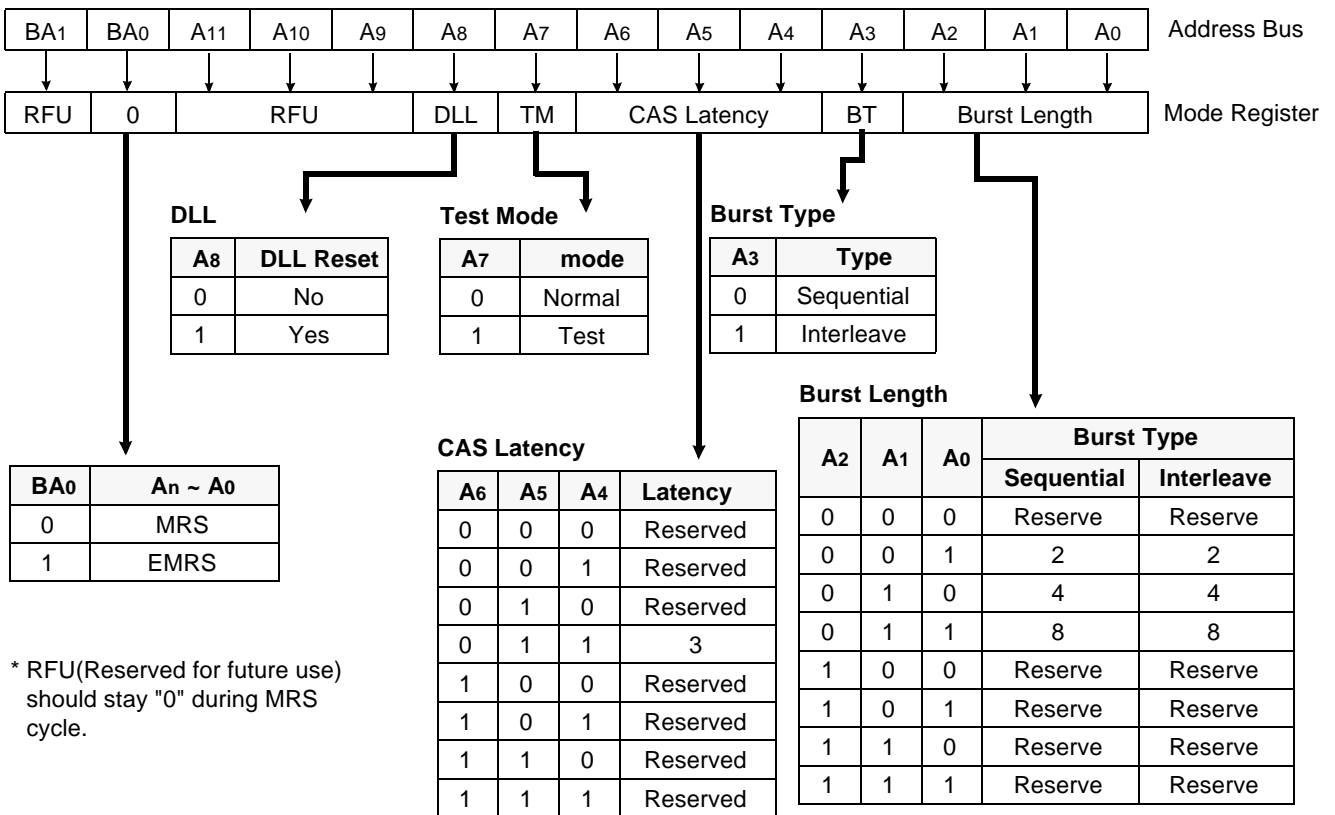 BA1 BA0 A11 A10 A9 A8 A7 A6 A5 A4 A3 A2 A1 A0 Address Bus
RFU 0 RFU DLL TM CAS Latency BT Burst Length Mode Register
DLL
A8 DLL Reset
0 No
1 Yes
Test Mode
A7 mode
0 Normal
1 Test
Burst Type
A3 Type
0 Sequential
1 Interleave
BA0 An ~ A0
0 MRS
1 EMRS
* RFU(Reserved for future use)
should stay "0" during MRS
cycle.
CAS Latency
A6 A5 A4 Latency
0 0 0 Reserved
0 0 1 Reserved
0 1 0 Reserved
0 1 1 3
1 0 0 Reserved
1 0 1 Reserved
1 1 0 Reserved
1 1 1 Reserved
Burst Length
A2 A1 A0 Burst Type
Sequential Interleave
0 0 0 Reserve Reserve
0 0 1 2 2
0 1 0 4 4
0 1 1 8 8
1 0 0 Reserve Reserve
1 0 1 Reserve Reserve
1 1 0 Reserve Reserve
1 1 1 Reserve Reserve